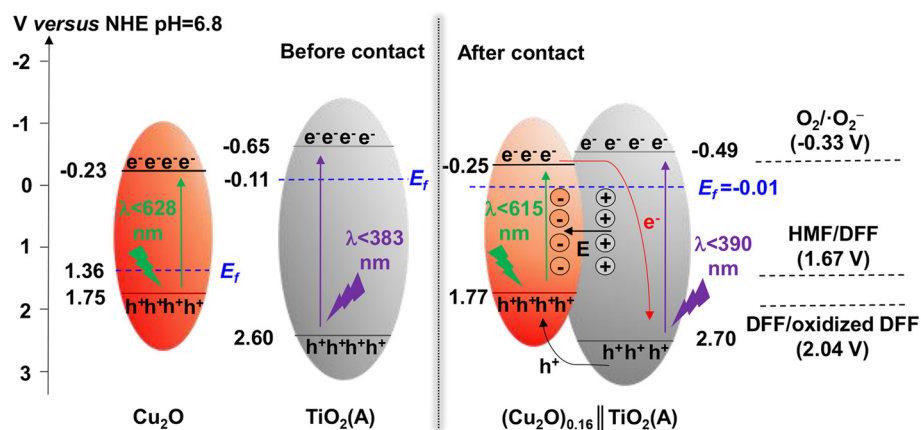 V versus NHE pH=6.8
-2
-1
0
1
2
3
Before contact
-0.23
e⁻e⁻e⁻e⁻
λ<628
nm
1.36
E_f
1.75
h⁺h⁺h⁺h⁺
Cu₂O
-0.65
e⁻e⁻e⁻e⁻
-0.11
E_f
λ<383
nm
2.60
h⁺h⁺h⁺h⁺
TiO₂(A)
After contact
-0.25
e⁻e⁻e⁻
λ<615
nm
1.77
h⁺h⁺h⁺h⁺
- + 
- +
- +
- +
E
e⁻
h⁺
e⁻ e⁻ e⁻ e⁻
-0.49
E_f=-0.01
λ<390
nm
h⁺h⁺h⁺
2.70
(Cu₂O)₀.₁₆||TiO₂(A)
O₂/·O₂⁻
(-0.33 V)
HMF/DFF
(1.67 V)
DFF/oxidized DFF
(2.04 V)